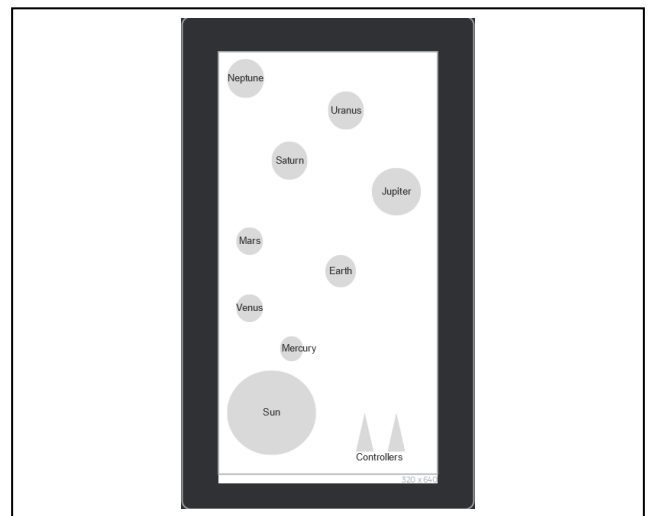 Neptune
Uranus
Saturn
Jupiter
Mars
Earth
Venus
Mercury
Sun
Controllers
320 x 640